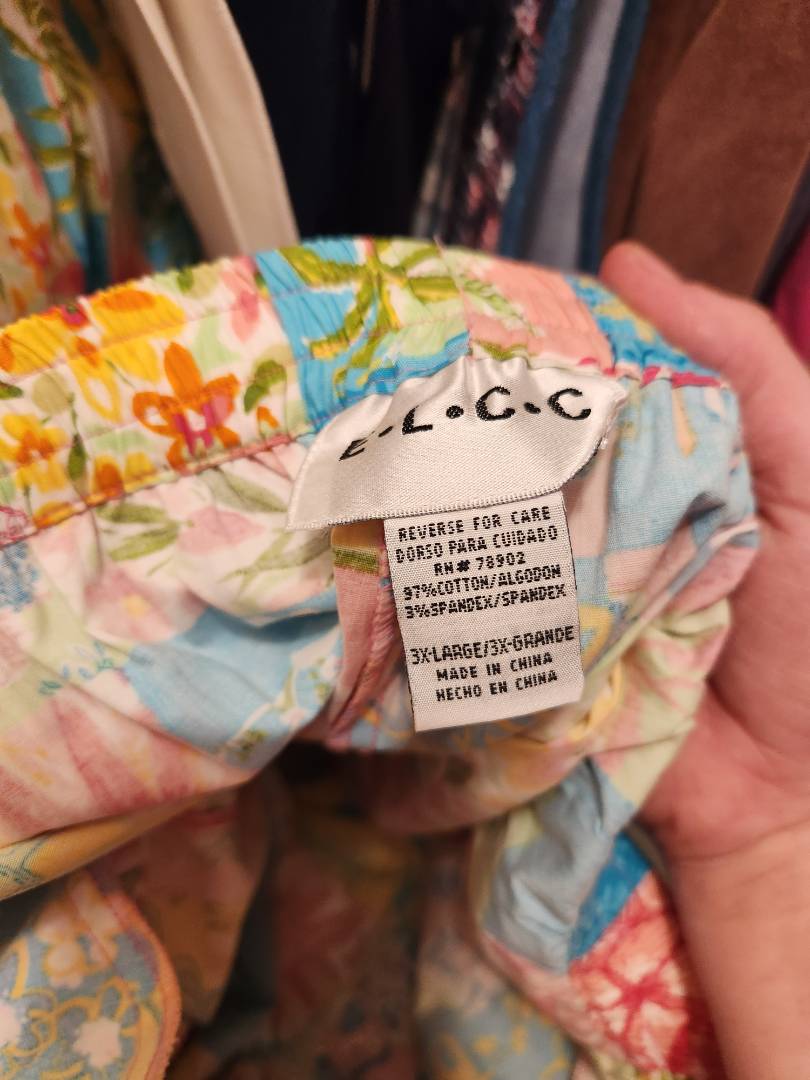 E•L•C•C
REVERSE FOR CARE
DORSO PARA CUIDADO
RN# 78902
97%COTTON/ALGODON
3%SPANDEX/SPANDEX
3X-LARGE/3X-GRANDE
MADE IN CHINA
HECHO EN CHINA